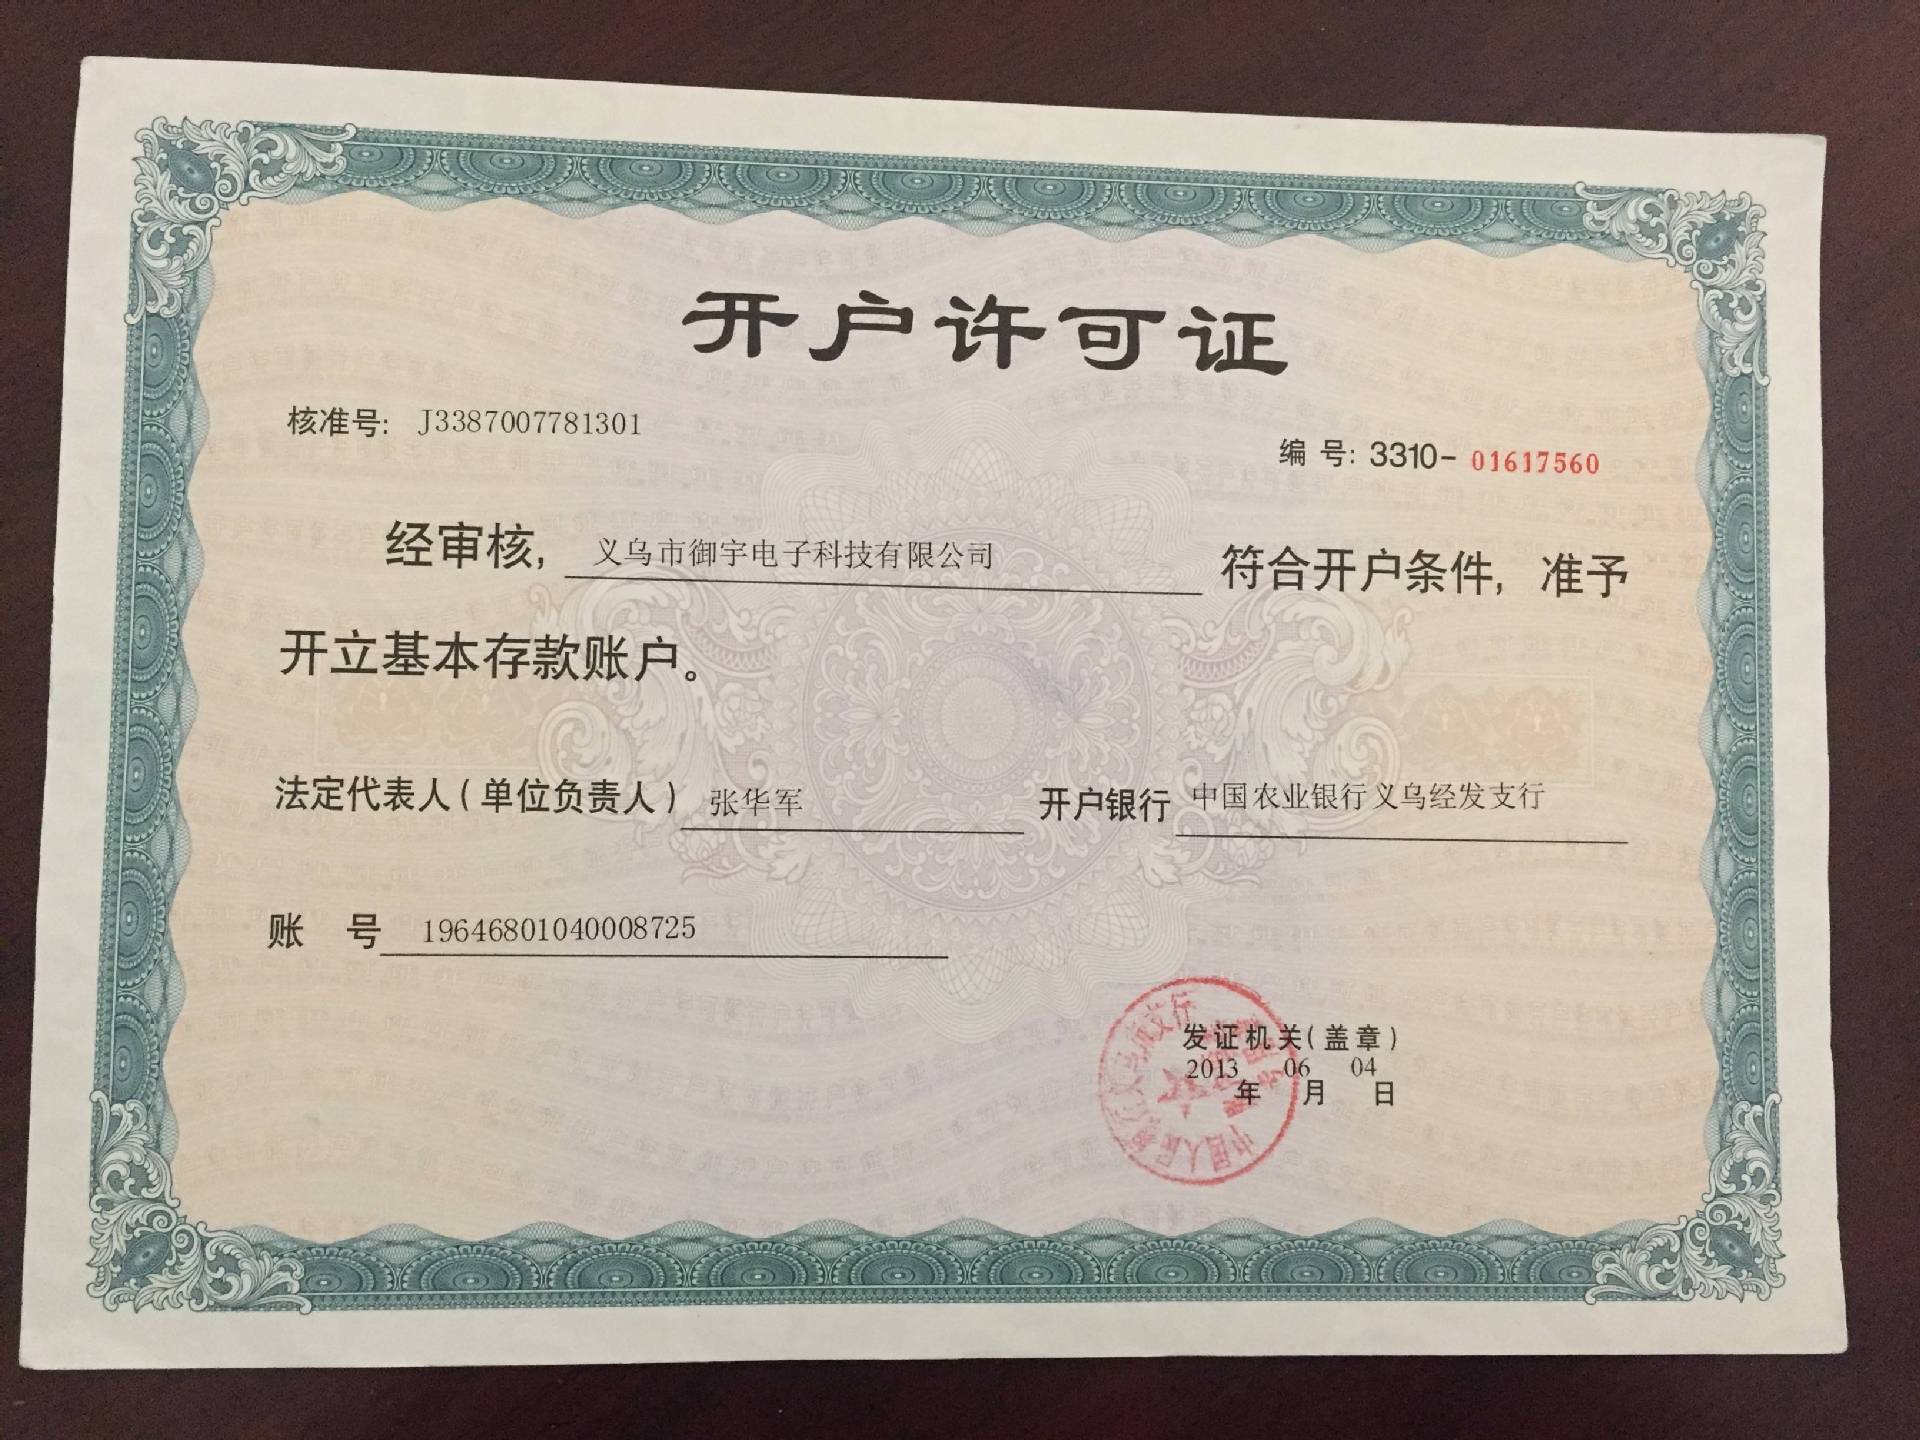 开户许可证
核准号: J3387007781301
编 号: 3310- 01617560
经审核, 义乌市御宇电子科技有限公司 符合开户条件, 准予
开立基本存款账户。
法定代表人(单位负责人) 张华军 开户银行 中国农业银行义乌经发支行
账 号 19646801040008725
发证机关(盖章)
2013 06 04
年 月 日